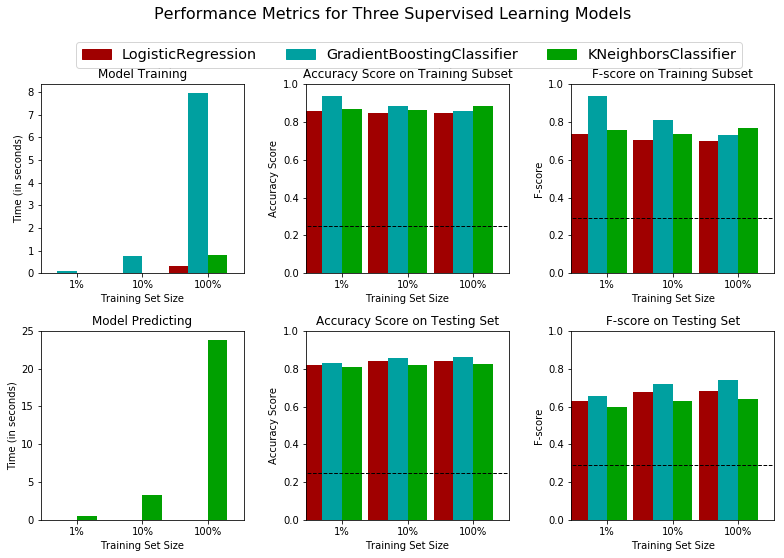 Performance Metrics for Three Supervised Learning Models
LogisticRegression GradientBoostingClassifier KNeighborsClassifier
Model Training
8
7
6
5
4
3
2
1
0
Time (in seconds)
1% 10% 100%
Training Set Size
Accuracy Score on Training Subset
1.0
0.8
0.6
0.4
0.2
0.0
Accuracy Score
1% 10% 100%
Training Set Size
F-score on Training Subset
1.0
0.8
0.6
0.4
0.2
0.0
F-score
1% 10% 100%
Training Set Size
Model Predicting
25
20
15
10
5
0
Time (in seconds)
1% 10% 100%
Training Set Size
Accuracy Score on Testing Set
1.0
0.8
0.6
0.4
0.2
0.0
Accuracy Score
1% 10% 100%
Training Set Size
F-score on Testing Set
1.0
0.8
0.6
0.4
0.2
0.0
F-score
1% 10% 100%
Training Set Size